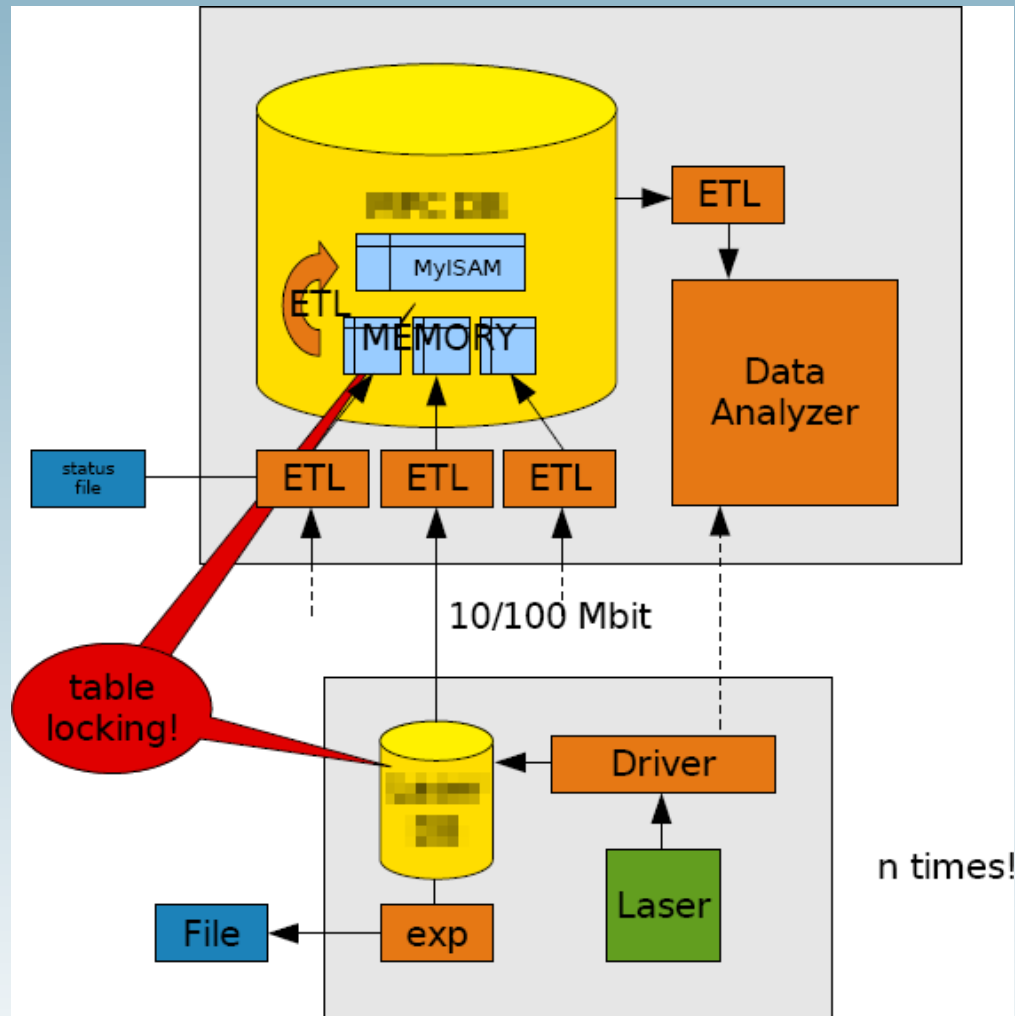 ETL
MyISAM
ETL
MEMORY
Data
Analyzer
status
file
ETL
ETL
ETL
10/100 Mbit
table
locking!
Driver
n times!
Laser
File
exp